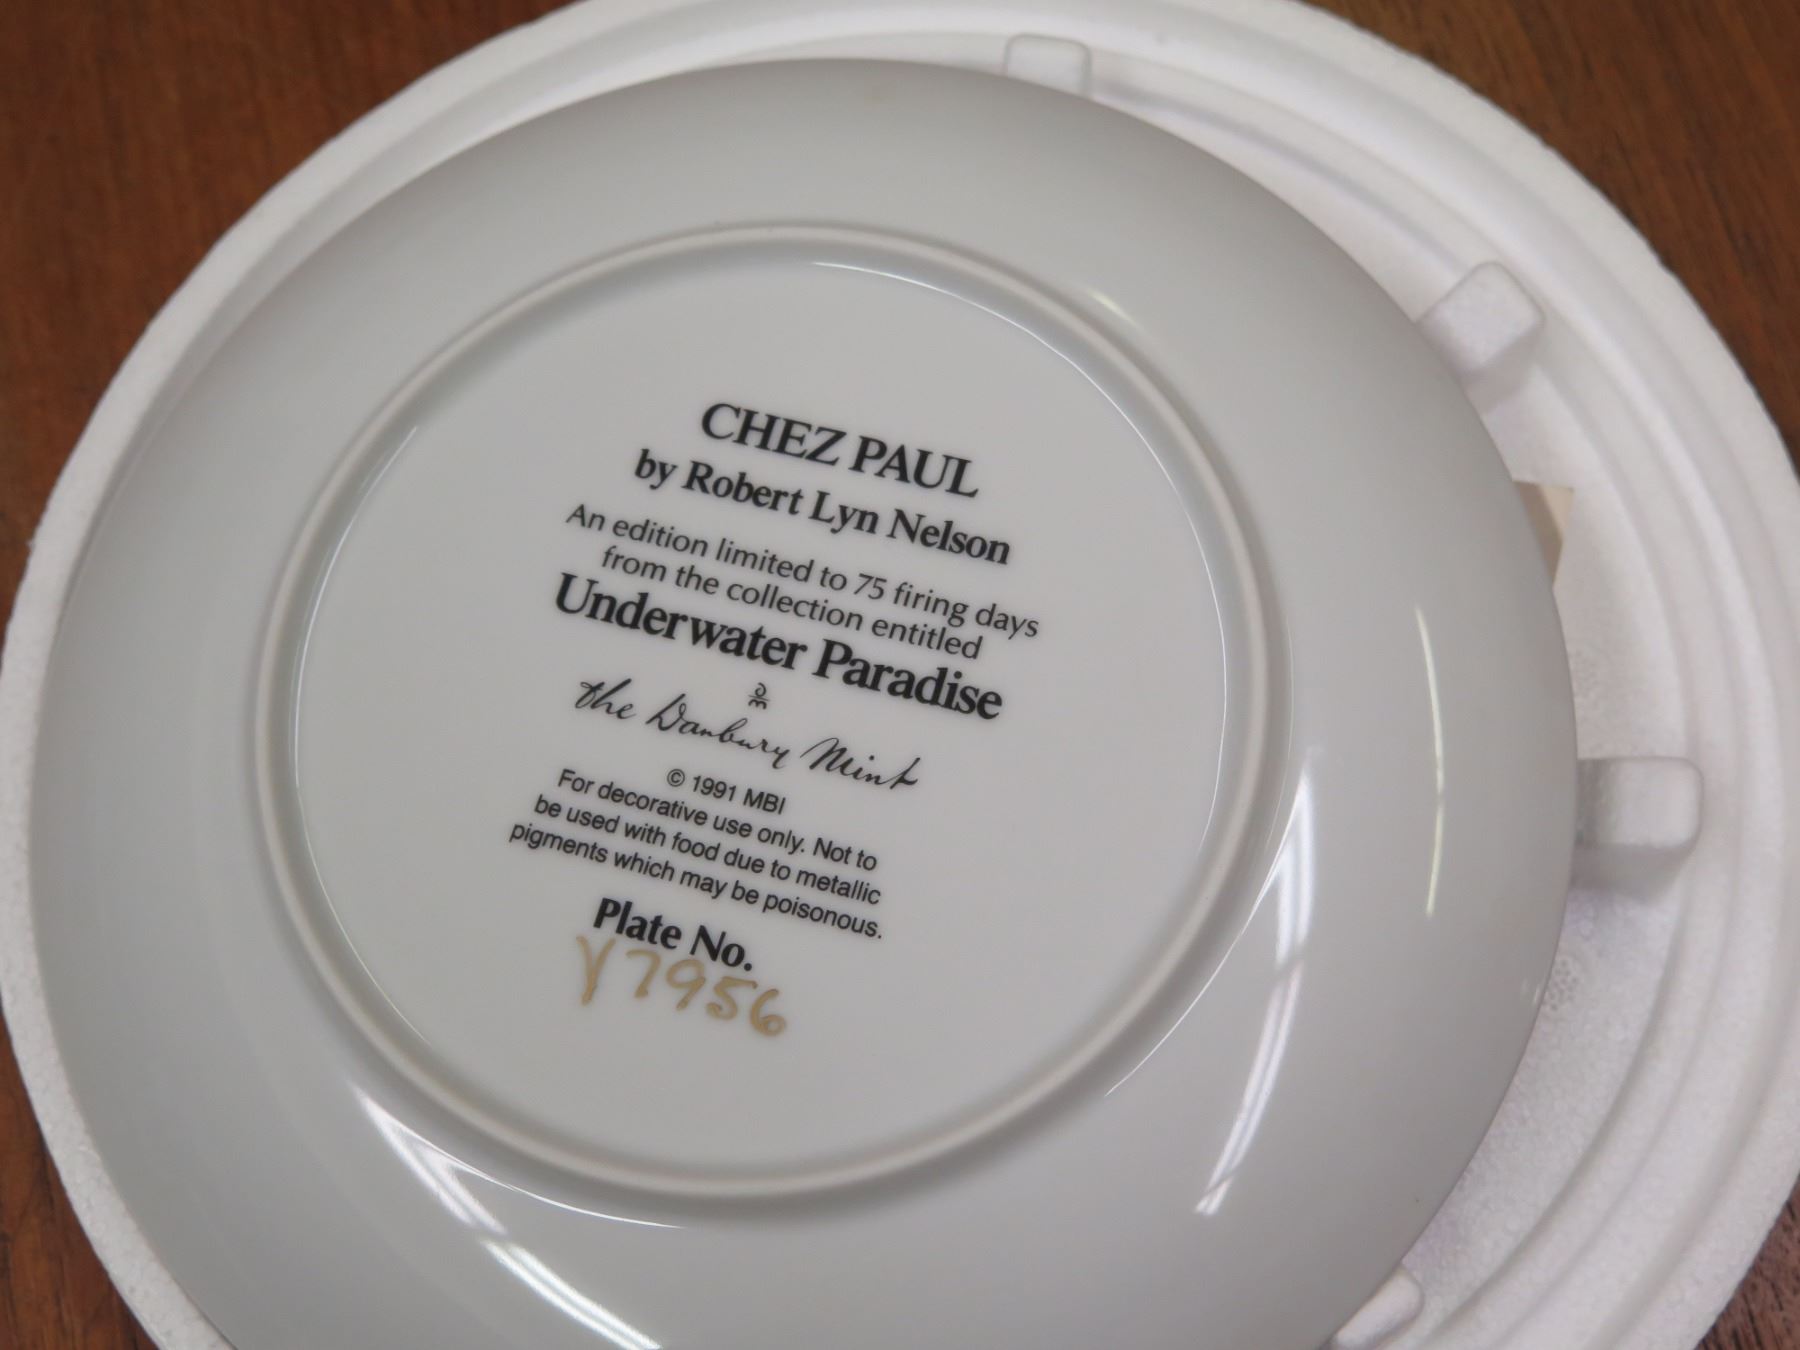 CHEZ PAUL
by Robert Lyn Nelson
An edition limited to 75 firing days
from the collection entitled
Underwater Paradise
the Danbury Mint
© 1991 MBI
For decorative use only. Not to
be used with food due to metallic
pigments which may be poisonous.
Plate No.
V7956